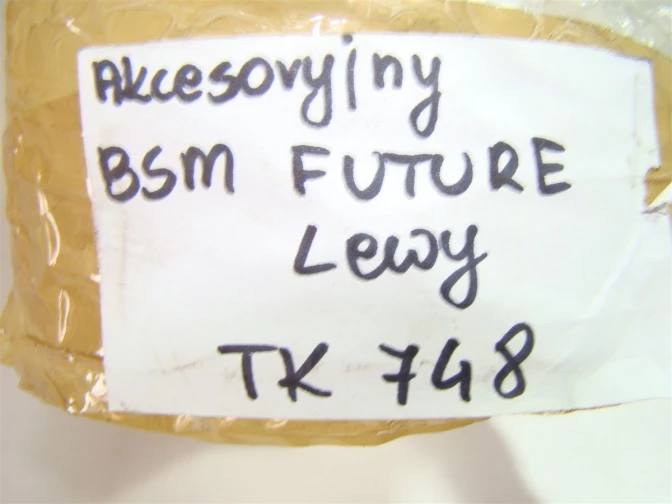 Akcesoryjny
BSM FUTURE
Lewy
TK 748